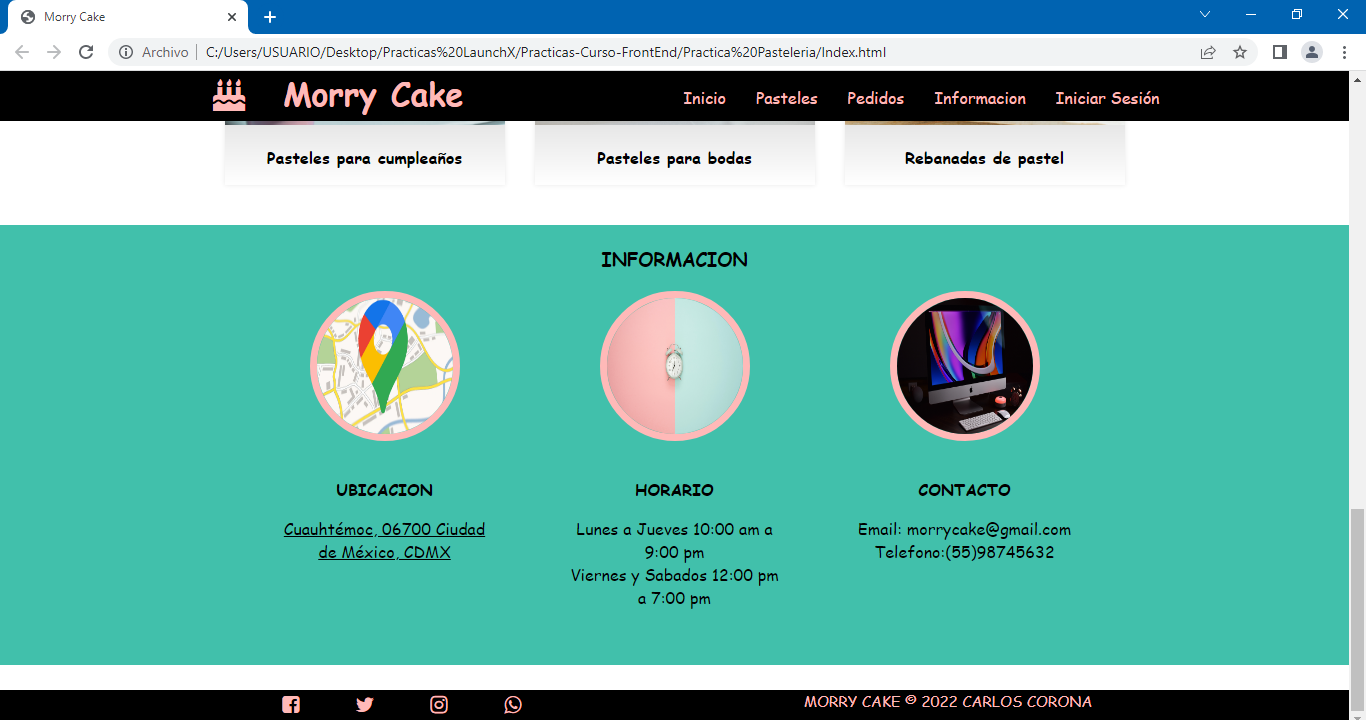 Morry Cake
Archivo
C:/Users/USUARIO/Desktop/Practicas%20LaunchX/Practicas-Curso-FrontEnd/Practica%20Pasteleria/Index.html
Morry Cake
Inicio Pasteles Pedidos Informacion Iniciar Sesión
Pasteles para cumpleaños
Pasteles para bodas
Rebanadas de pastel
INFORMACION
UBICACION
Cuauhtémoc, 06700 Ciudad
de México, CDMX
HORARIO
Lunes a Jueves 10:00 am a
9:00 pm
Viernes y Sabados 12:00 pm
a 7:00 pm
CONTACTO
Email: morrycake@gmail.com
Telefono:(55)98745632
MORRY CAKE © 2022 CARLOS CORONA